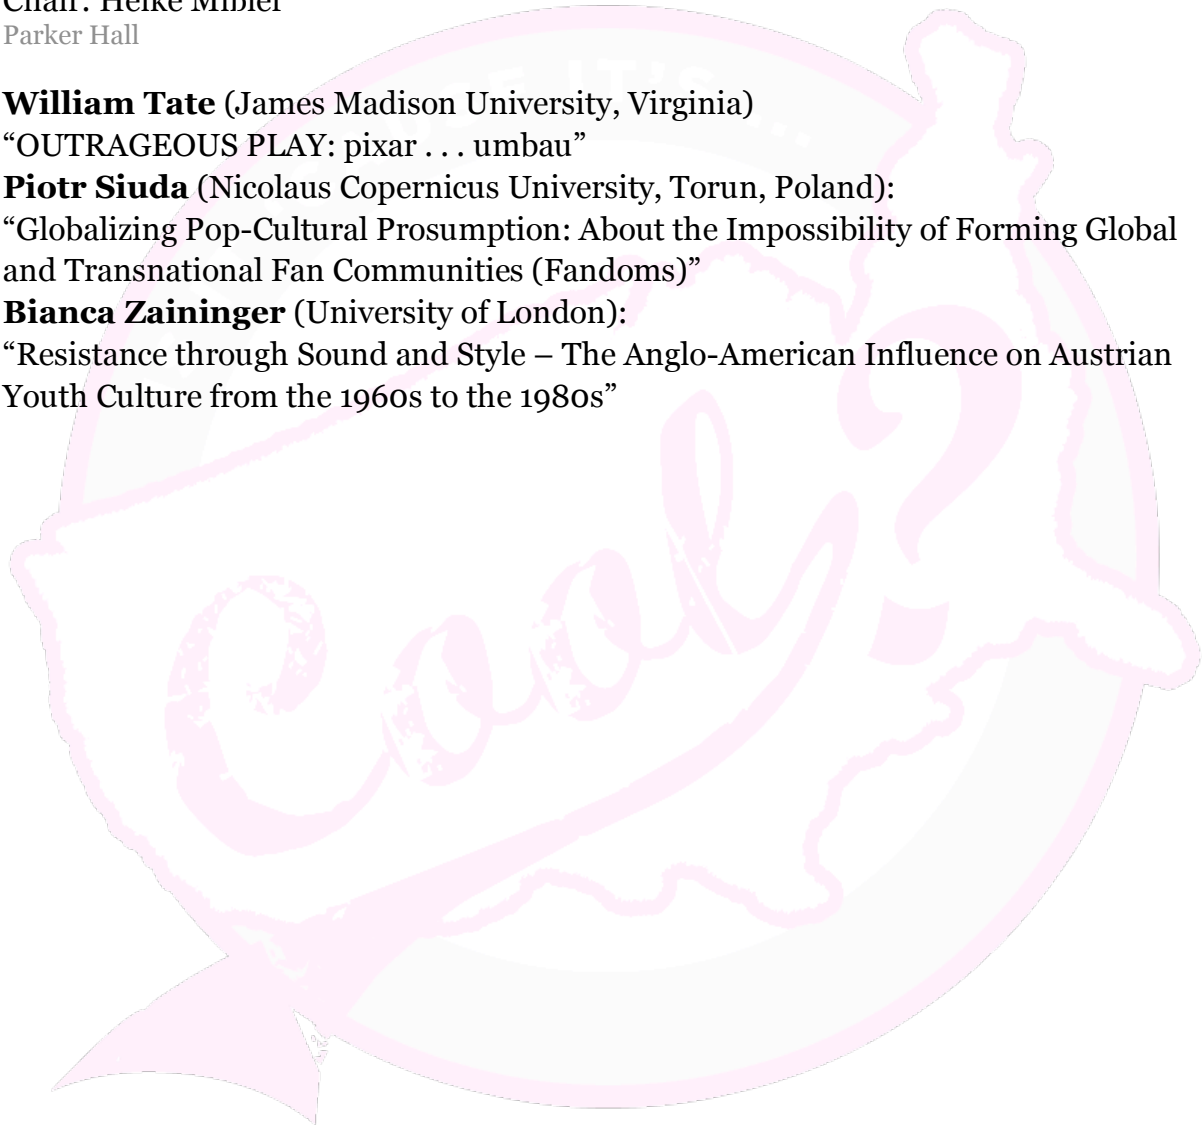 Chair: Heike Mißler
Parker Hall
IT'S...
William Tate (James Madison University, Virginia)
“OUTRAGEOUS PLAY: pixar . . . umbau”
Piotr Siuda (Nicolaus Copernicus University, Torun, Poland):
“Globalizing Pop-Cultural Prosumption: About the Impossibility of Forming Global
and Transnational Fan Communities (Fandoms)”
Bianca Zaininger (University of London):
“Resistance through Sound and Style – The Anglo-American Influence on Austrian
Youth Culture from the 1960s to the 1980s”
Cool?